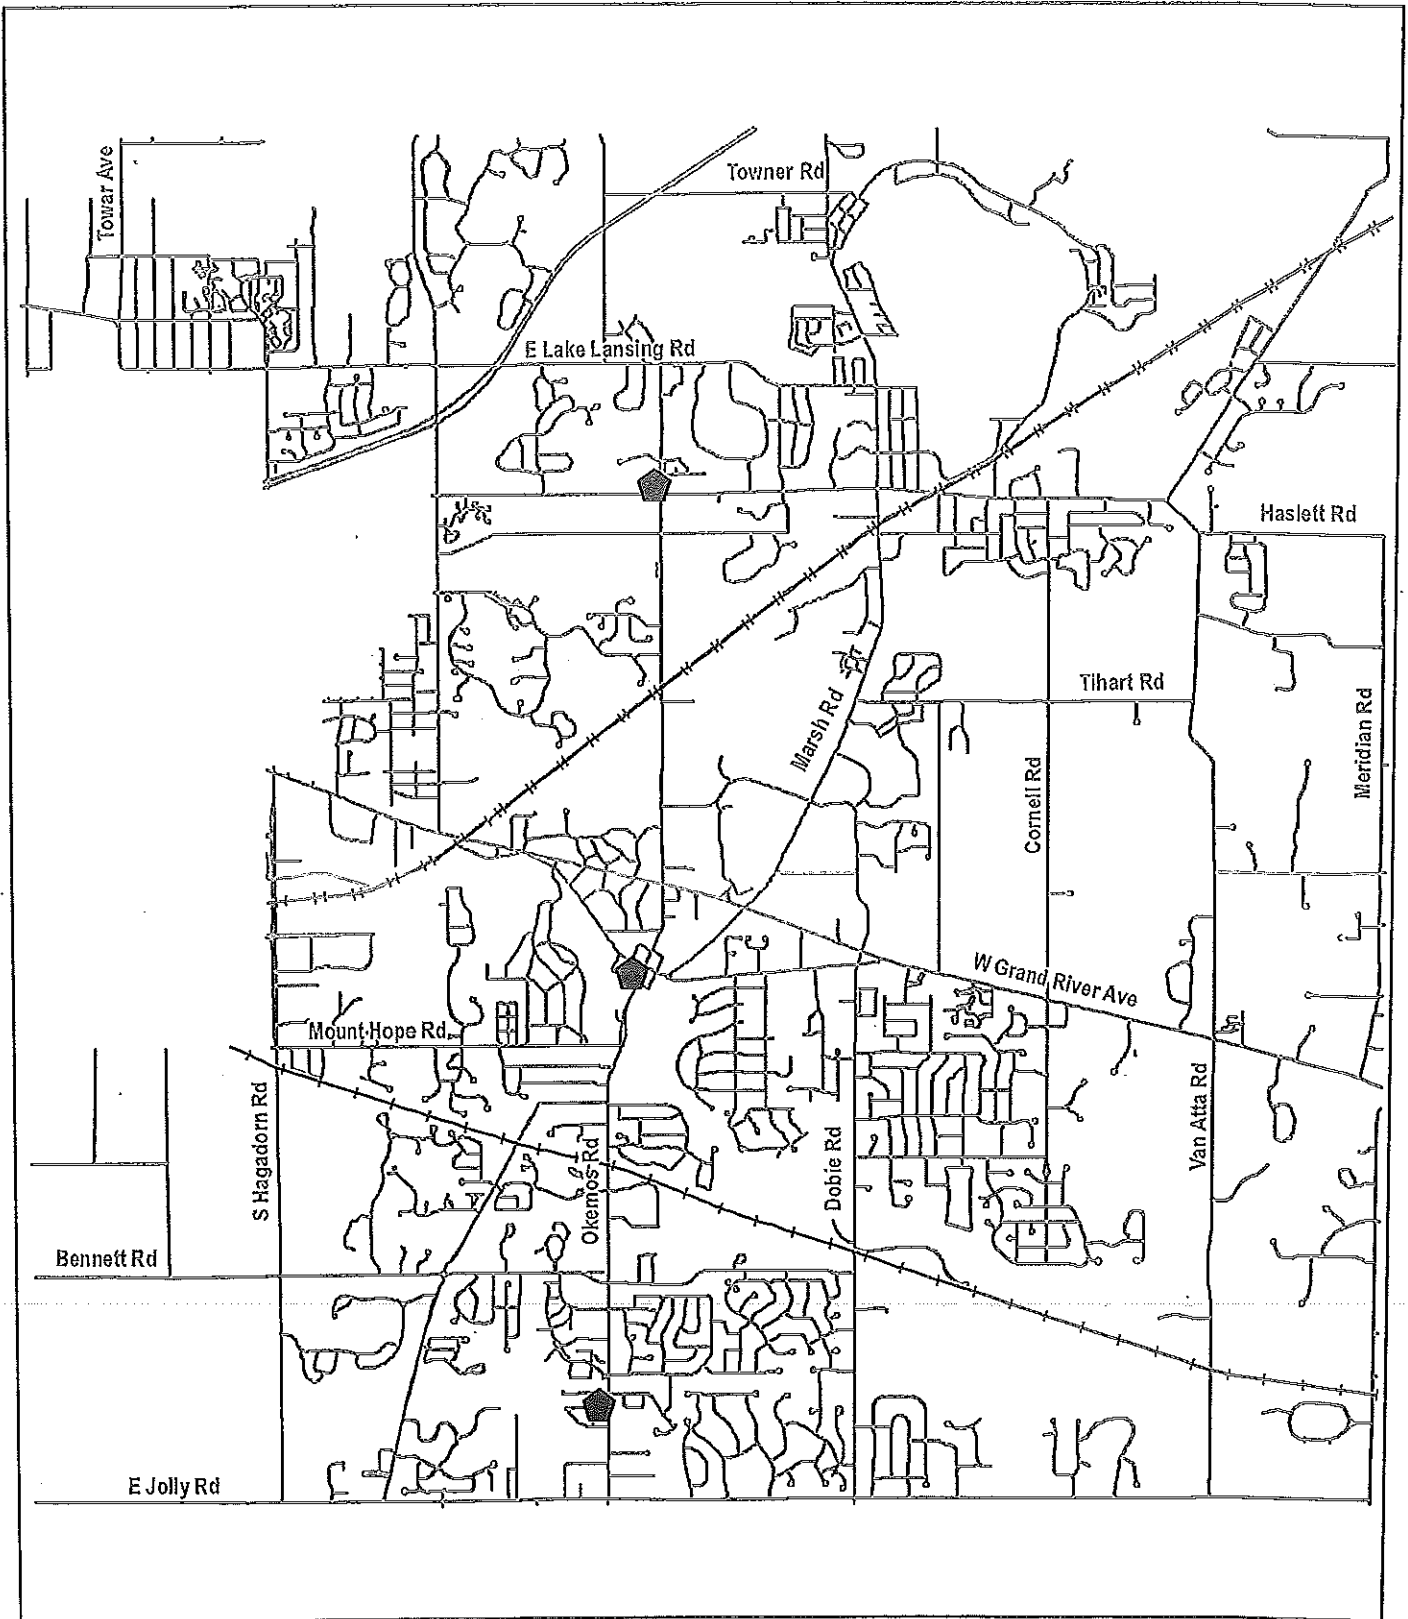 Towar Ave
Towner Rd
E Lake Lansing Rd
Haslett Rd
Tihart Rd
Marsh Rd
Meridian Rd
Cornell Rd
W Grand River Ave
Mount Hope Rd
S Hagadorn Rd
Okemos Rd
Dobie Rd
Van Atta Rd
Bennett Rd
E Jolly Rd